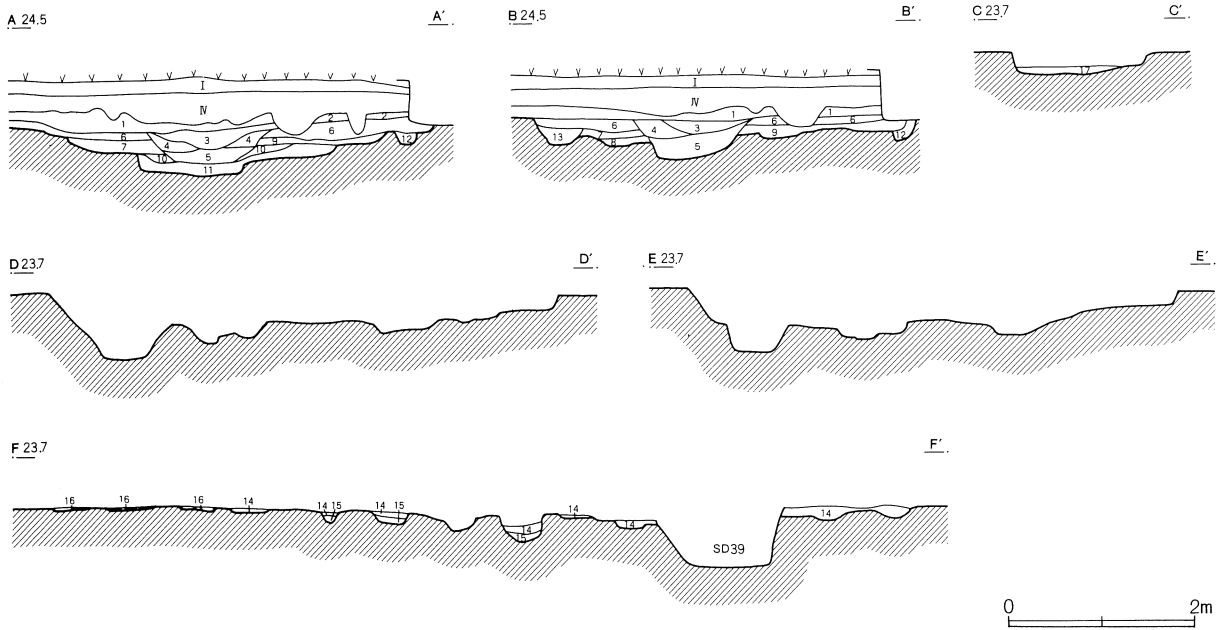 A 24.5 A′
I
IV
1 2 2
6 3 6
4 4 9 12
7 10 5 10
11
B 24.5 B′
I
IV
1 1
6 4 3 6 6
13 7 9 12
8 5
C 23.7 C′
17
D 23.7 D′
E 23.7 E′
F 23.7 F′
16 16 16 14 14 15 14 15 14 14 14 14
15
SD39
0 2m